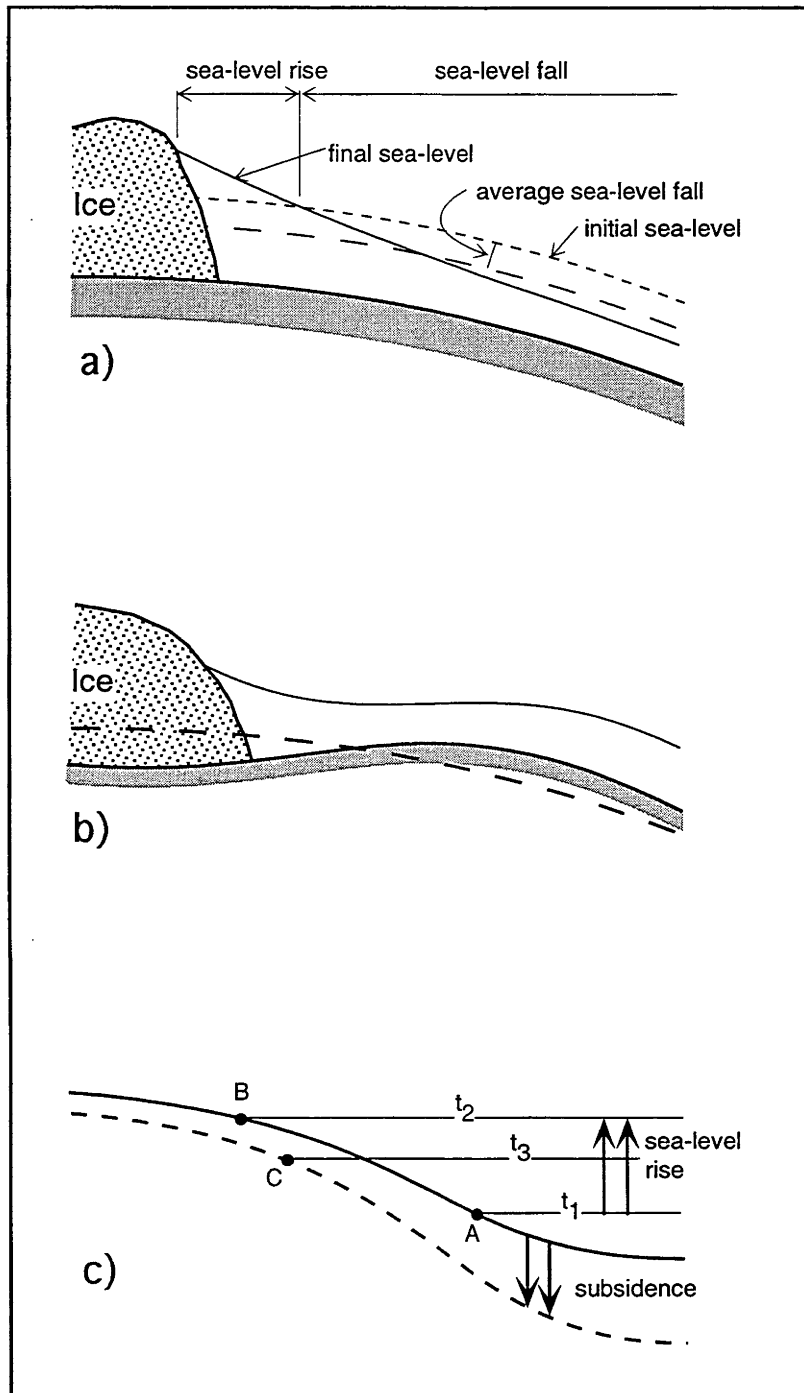 sea-level rise
sea-level fall
final sea-level
average sea-level fall
initial sea-level
Ice
a)
Ice
b)
B
t2
sea-level
rise
t3
C
t1
A
subsidence
c)